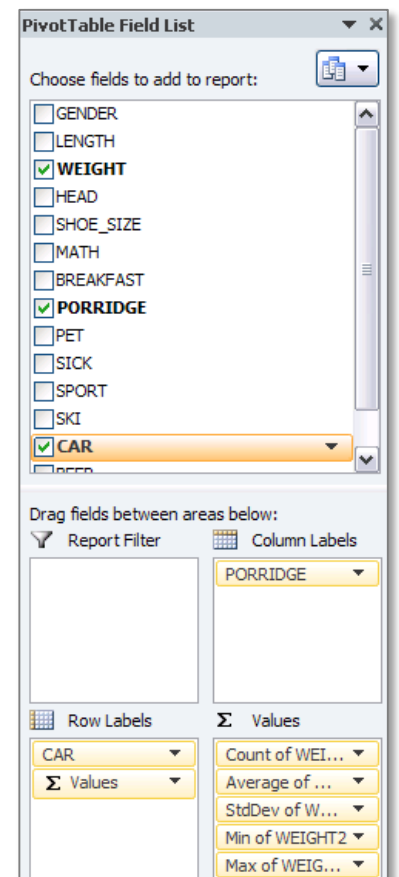 PivotTable Field List
Choose fields to add to report:
GENDER
LENGTH
WEIGHT
HEAD
SHOE_SIZE
MATH
BREAKFAST
PORRIDGE
PET
SICK
SPORT
SKI
CAR
BEER
Drag fields between areas below:
Report Filter
Column Labels
PORRIDGE
Row Labels
Σ Values
CAR
Count of WEI...
Σ Values
Average of ...
StdDev of W...
Min of WEIGHT2
Max of WEIG...